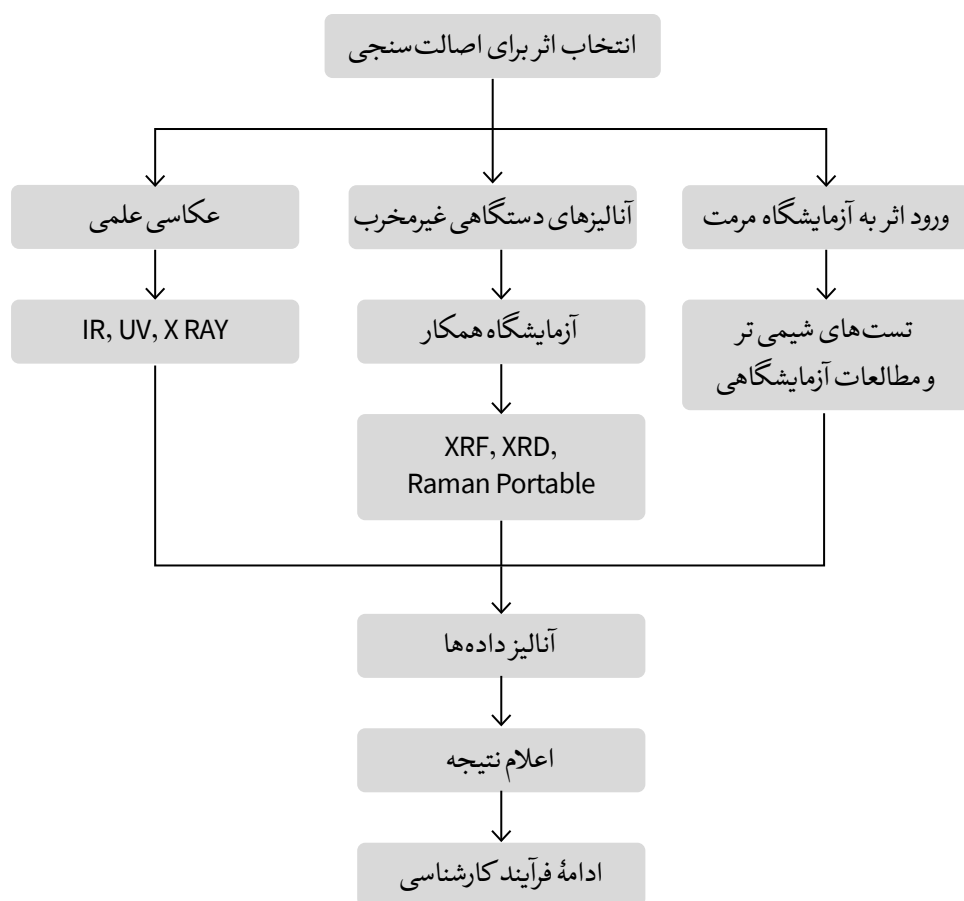 انتخاب اثر برای اصالت‌سنجی
ورود اثر به آزمایشگاه مرمت
آنالیزهای دستگاهی غیرمخرب
عکاسی علمی
تست‌های شیمی تر
و مطالعات آزمایشگاهی
آزمایشگاه همکار
IR, UV, X RAY
XRF, XRD,
Raman Portable
آنالیز داده‌ها
اعلام نتیجه
ادامهٔ فرآیند کارشناسی